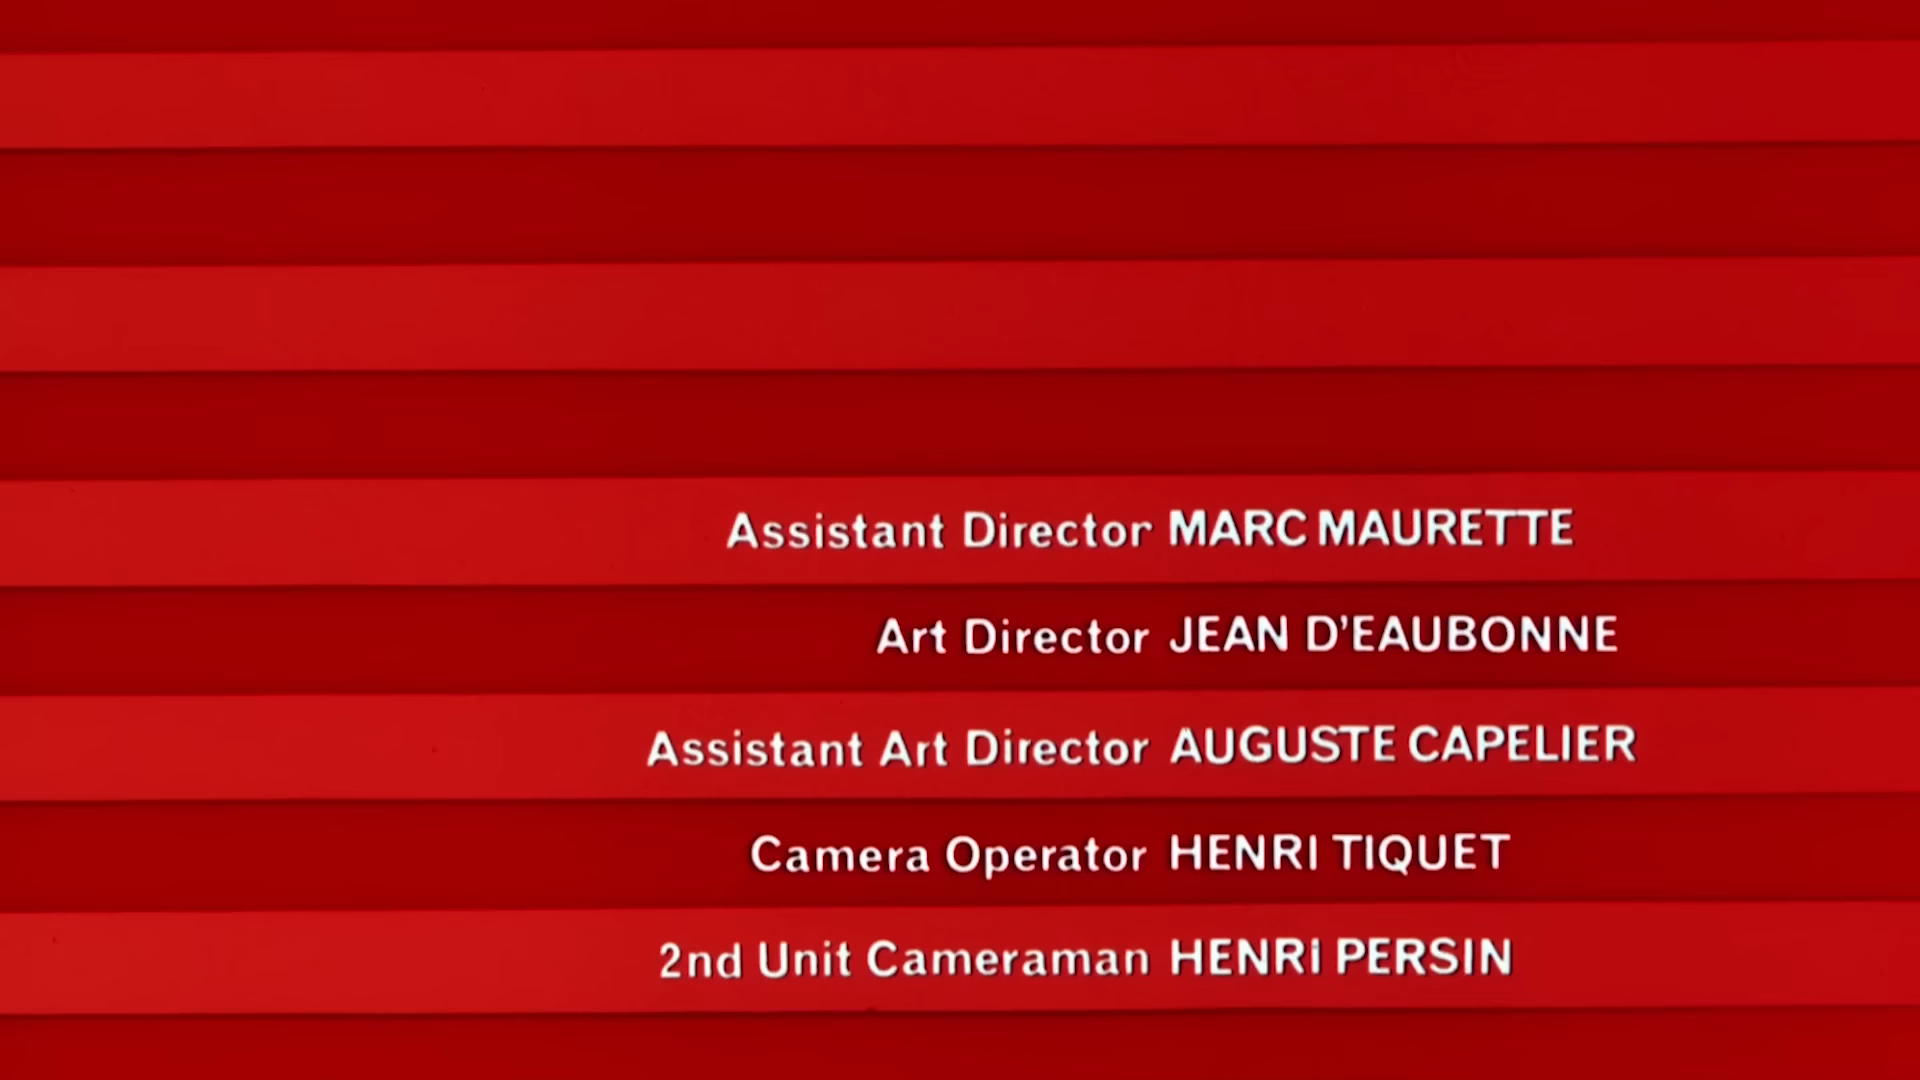 Assistant Director MARC MAURETTE
Art Director JEAN D'EAUBONNE
Assistant Art Director AUGUSTE CAPELIER
Camera Operator HENRI TIQUET
2nd Unit Cameraman HENRI PERSIN